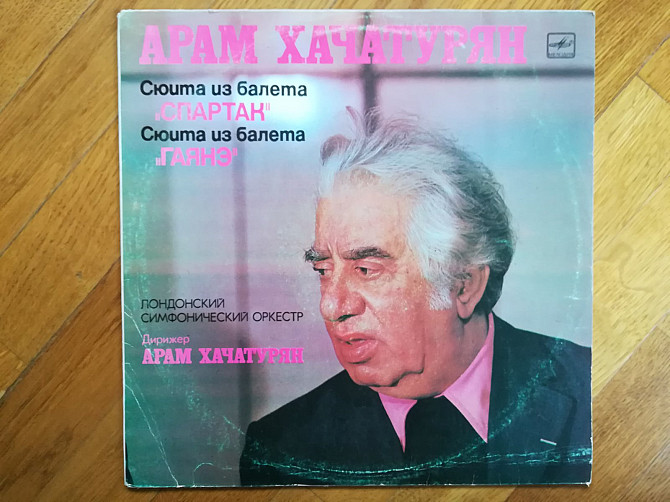 АРАМ ХАЧАТУРЯН
Сюита из балета
„СПАРТАК"
Сюита из балета
„ГАЯНЭ"
ЛОНДОНСКИЙ
СИМФОНИЧЕСКИЙ ОРКЕСТР
Дирижер
АРАМ ХАЧАТУРЯН